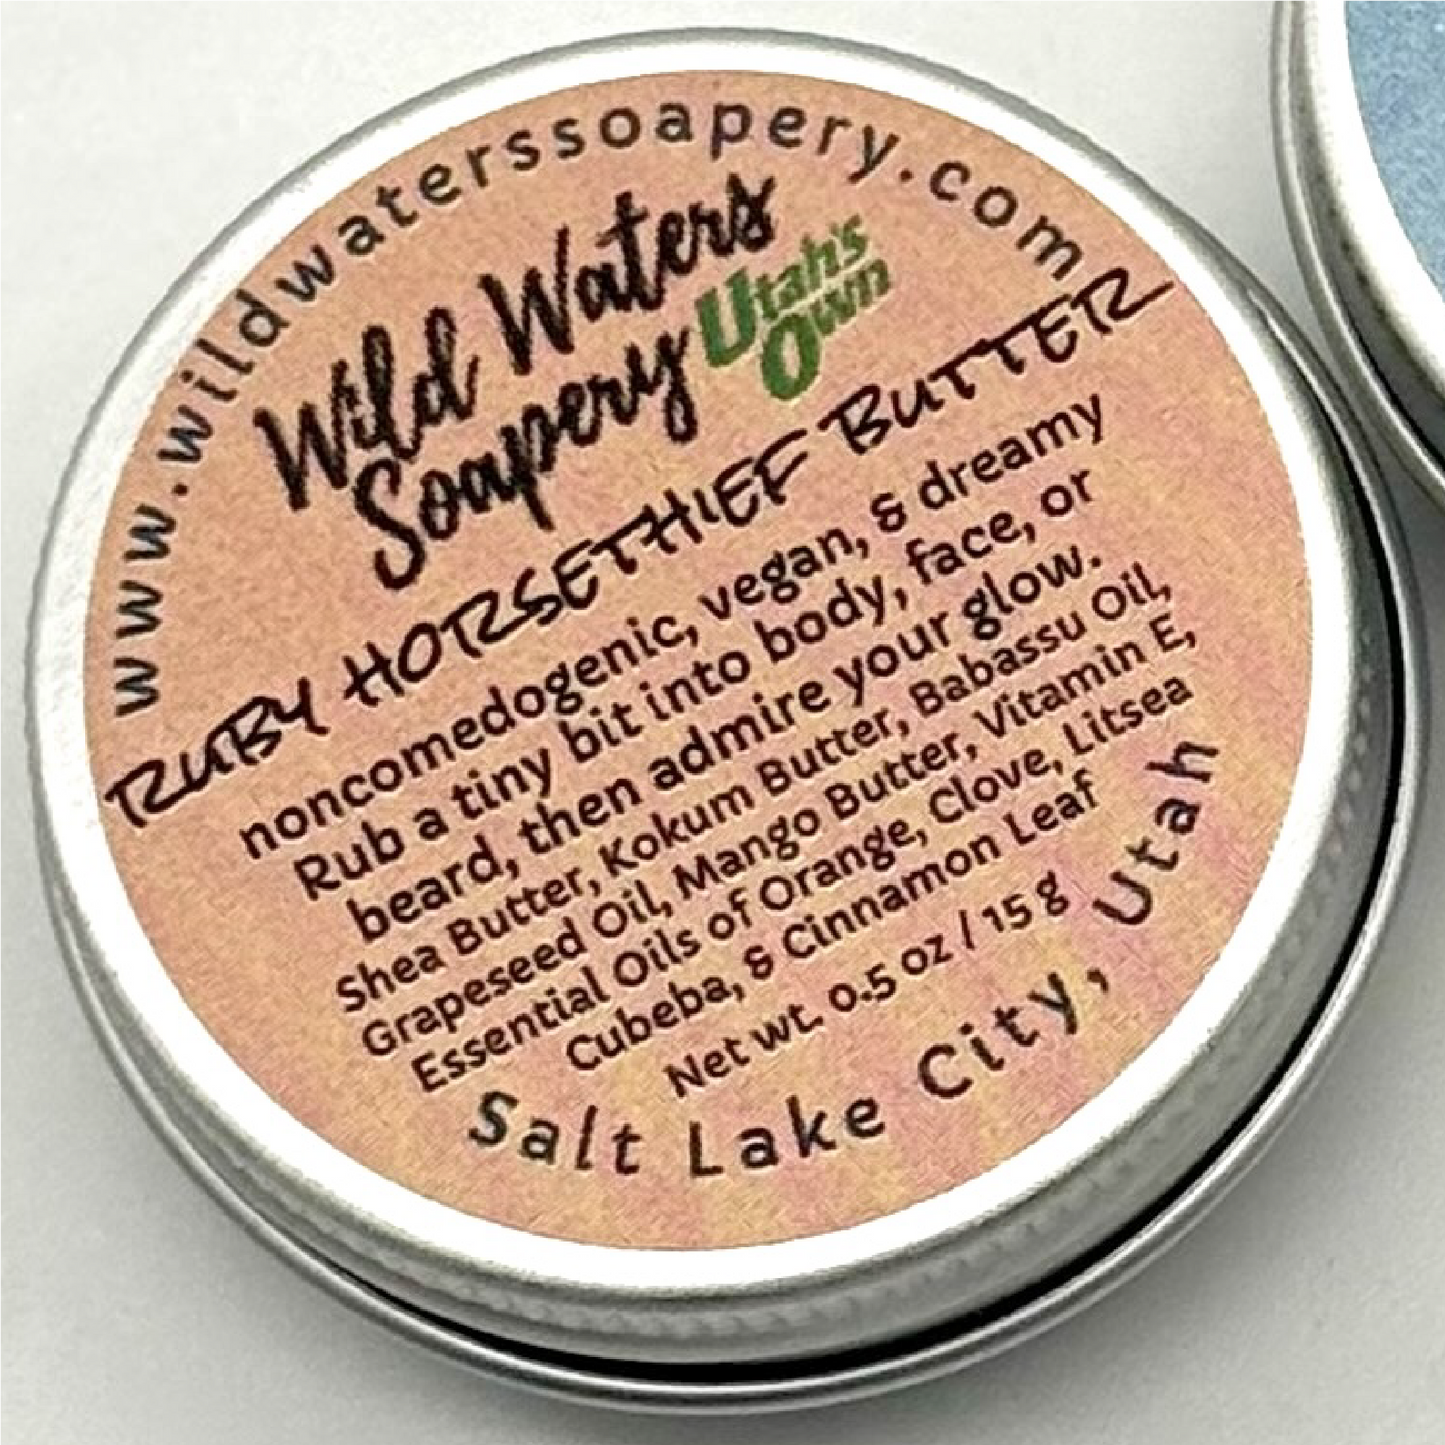 www.wildwaterssoapery.com
Wild Waters
Soapery
Utah's
Own
RUBY HORSETHIEF BUTTER
noncomedogenic, vegan, & dreamy
Rub a tiny bit into body, face, or
beard, then admire your glow.
Shea Butter, Kokum Butter, Babassu Oil,
Grapeseed Oil, Mango Butter, Vitamin E,
Essential Oils of Orange, Clove, Litsea
Cubeba, & Cinnamon Leaf
Net wt. 0.5 oz / 15 g
Salt Lake City, Utah